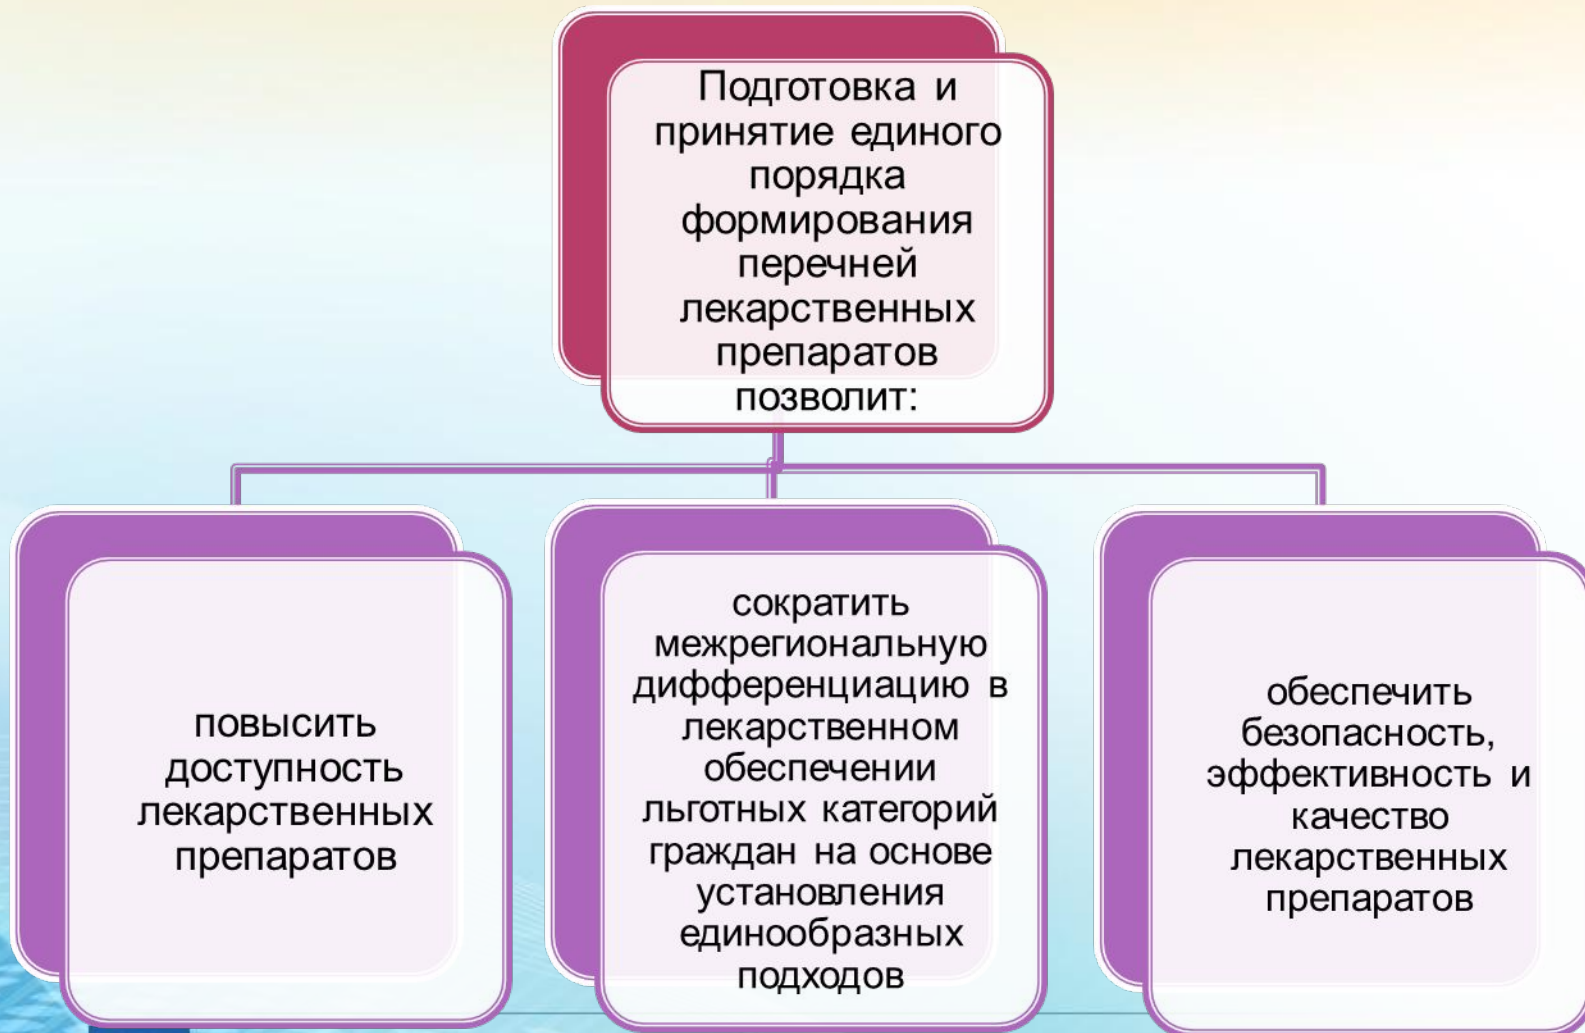 Подготовка и
принятие единого
порядка
формирования
перечней
лекарственных
препаратов
позволит:
повысить
доступность
лекарственных
препаратов
сократить
межрегиональную
дифференциацию в
лекарственном
обеспечении
льготных категорий
граждан на основе
установления
единообразных
подходов
обеспечить
безопасность,
эффективность и
качество
лекарственных
препаратов